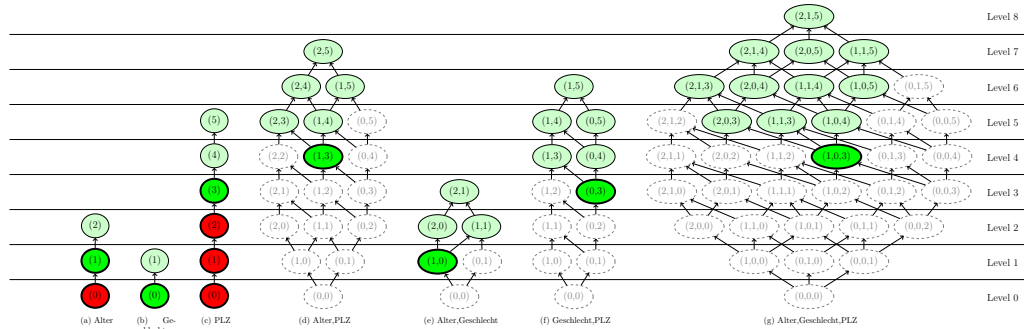 (2,1,5) Level 8
(2,5) (2,1,4) (2,0,5) (1,1,5) Level 7
(2,4) (1,5) (1,5) (2,1,3) (2,0,4) (1,1,4) (1,0,5) (0,1,5) Level 6
(5) (2,3) (1,4) (0,5) (1,4) (0,5) (2,1,2) (2,0,3) (1,1,3) (1,0,4) (0,1,4) (0,0,5) Level 5
(4) (2,2) (1,3) (0,4) (1,3) (0,4) (2,1,1) (2,0,2) (1,1,2) (1,0,3) (0,1,3) (0,0,4) Level 4
(3) (2,1) (1,2) (0,3) (2,1) (1,2) (0,3) (2,1,0) (2,0,1) (1,1,1) (1,0,2) (0,1,2) (0,0,3) Level 3
(2) (2) (2,0) (1,1) (0,2) (2,0) (1,1) (1,1) (0,2) (2,0,0) (1,1,0) (1,0,1) (0,1,1) (0,0,2) Level 2
(1) (1) (1) (1,0) (0,1) (1,0) (0,1) (1,0) (0,1) (1,0,0) (0,1,0) (0,0,1) Level 1
(0) (0) (0) (0,0) (0,0) (0,0) (0,0,0) Level 0
(a) Alter (b) Ge- (c) PLZ (d) Alter,PLZ (e) Alter,Geschlecht (f) Geschlecht,PLZ (g) Alter,Geschlecht,PLZ